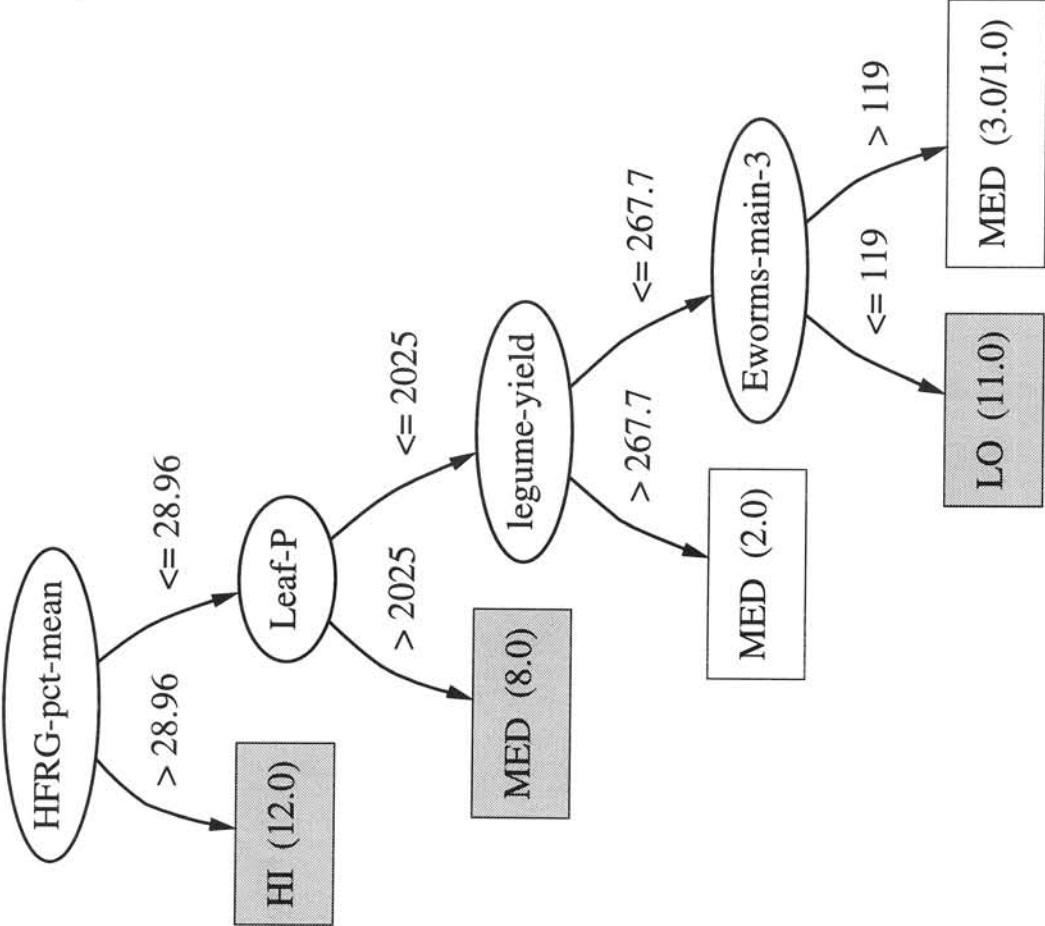 HFRG-pct-mean
> 28.96
<= 28.96
HI (12.0)
Leaf-P
> 2025
<= 2025
MED (8.0)
legume-yield
> 267.7
<= 267.7
MED (2.0)
Eworms-main-3
<= 119
> 119
LO (11.0)
MED (3.0/1.0)